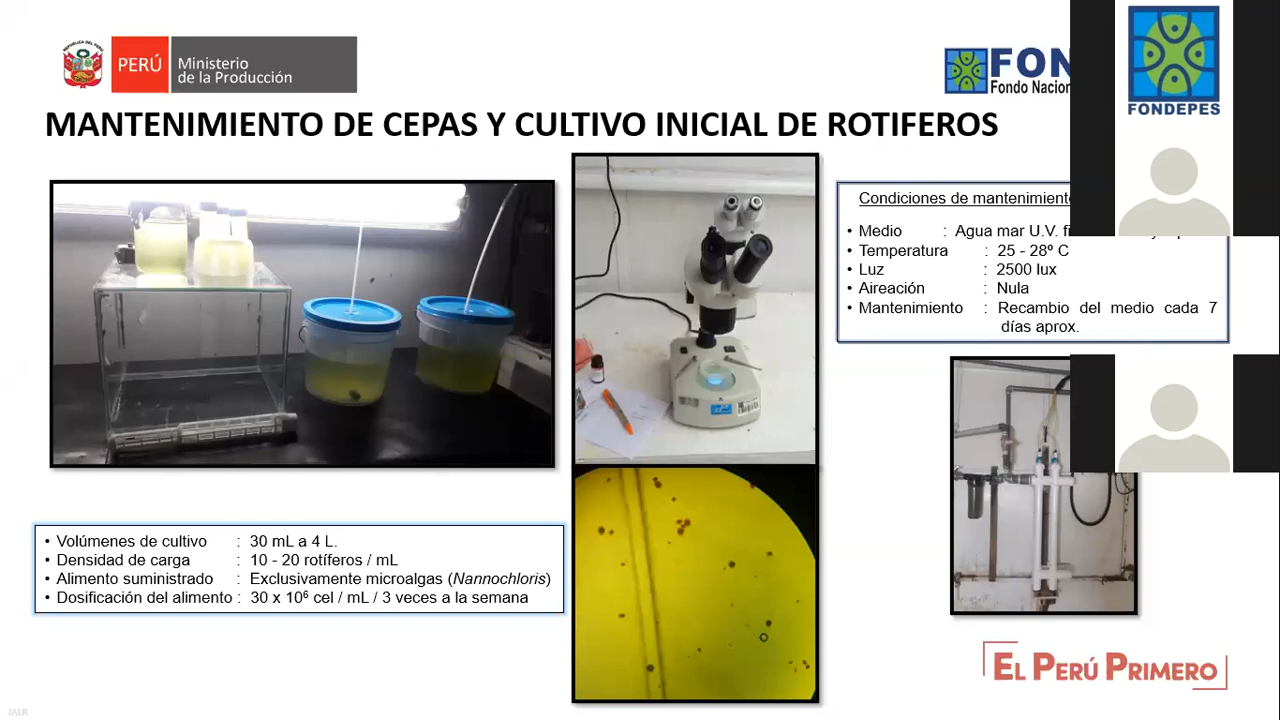 PERÚ
Ministerio
de la Producción
Fondo Nacion
FONDEPES
MANTENIMIENTO DE CEPAS Y CULTIVO INICIAL DE ROTIFEROS
Condiciones de mantenimiento
• Medio : Agua mar U.V.
• Temperatura : 25 - 28º C
• Luz : 2500 lux
• Aireación : Nula
• Mantenimiento : Recambio del medio cada 7
días aprox.
• Volúmenes de cultivo : 30 mL a 4 L.
• Densidad de carga : 10 - 20 rotíferos / mL
• Alimento suministrado : Exclusivamente microalgas (Nannochloris)
• Dosificación del alimento : 30 x 10⁶ cel / mL / 3 veces a la semana
EL PERÚ PRIMERO
JALR